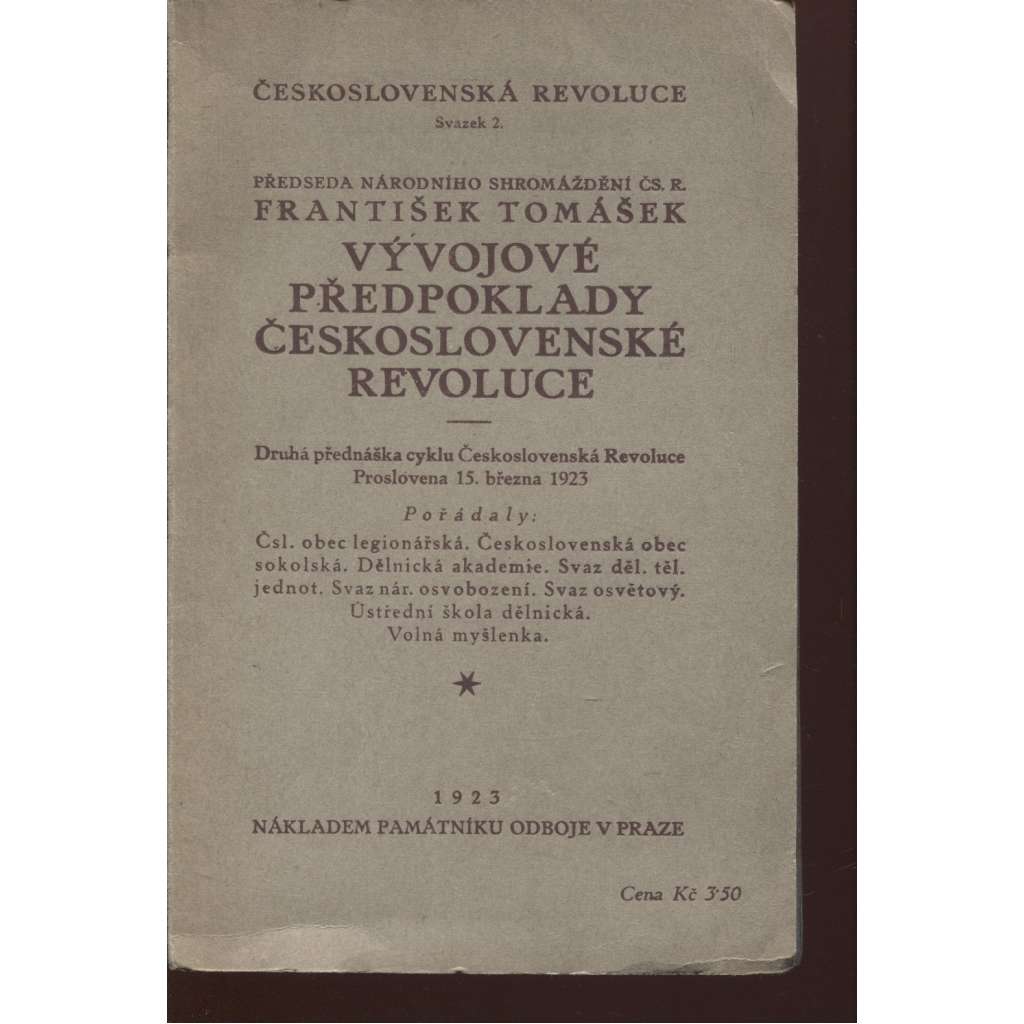 ČESKOSLOVENSKÁ REVOLUCE
Svazek 2.
PŘEDSEDA NÁRODNÍHO SHROMÁŽDĚNÍ ČS. R.
FRANTIŠEK TOMÁŠEK
VÝVOJOVÉ
PŘEDPOKLADY
ČESKOSLOVENSKÉ
REVOLUCE
Druhá přednáška cyklu Československá Revoluce
Proslovena 15. března 1923
Pořádaly:
Čsl. obec legionářská. Československá obec
sokolská. Dělnická akademie. Svaz děl. těl.
jednot. Svaz nár. osvobození. Svaz osvětový.
Ústřední škola dělnická.
Volná myšlenka.
1923
NÁKLADEM PAMÁTNÍKU ODBOJE V PRAZE
Cena Kč 3·50